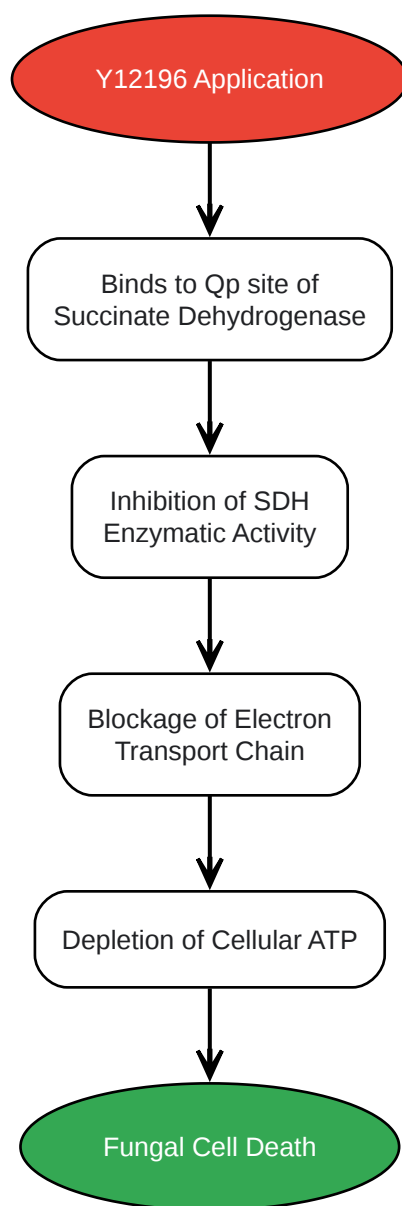 Y12196 Application
Binds to Qp site of
Succinate Dehydrogenase
Inhibition of SDH
Enzymatic Activity
Blockage of Electron
Transport Chain
Depletion of Cellular ATP
Fungal Cell Death